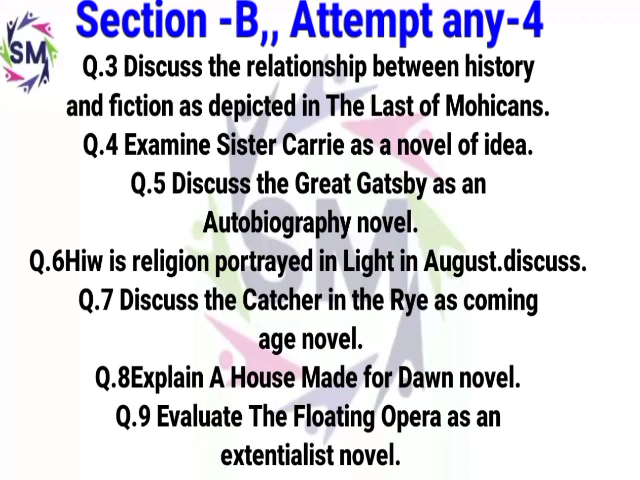 SM
Section -B,, Attempt any-4
Q.3 Discuss the relationship between history
and fiction as depicted in The Last of Mohicans.
Q.4 Examine Sister Carrie as a novel of idea.
Q.5 Discuss the Great Gatsby as an
Autobiography novel.
Q.6Hiw is religion portrayed in Light in August.discuss.
Q.7 Discuss the Catcher in the Rye as coming
age novel.
Q.8Explain A House Made for Dawn novel.
Q.9 Evaluate The Floating Opera as an
extentialist novel.
SM